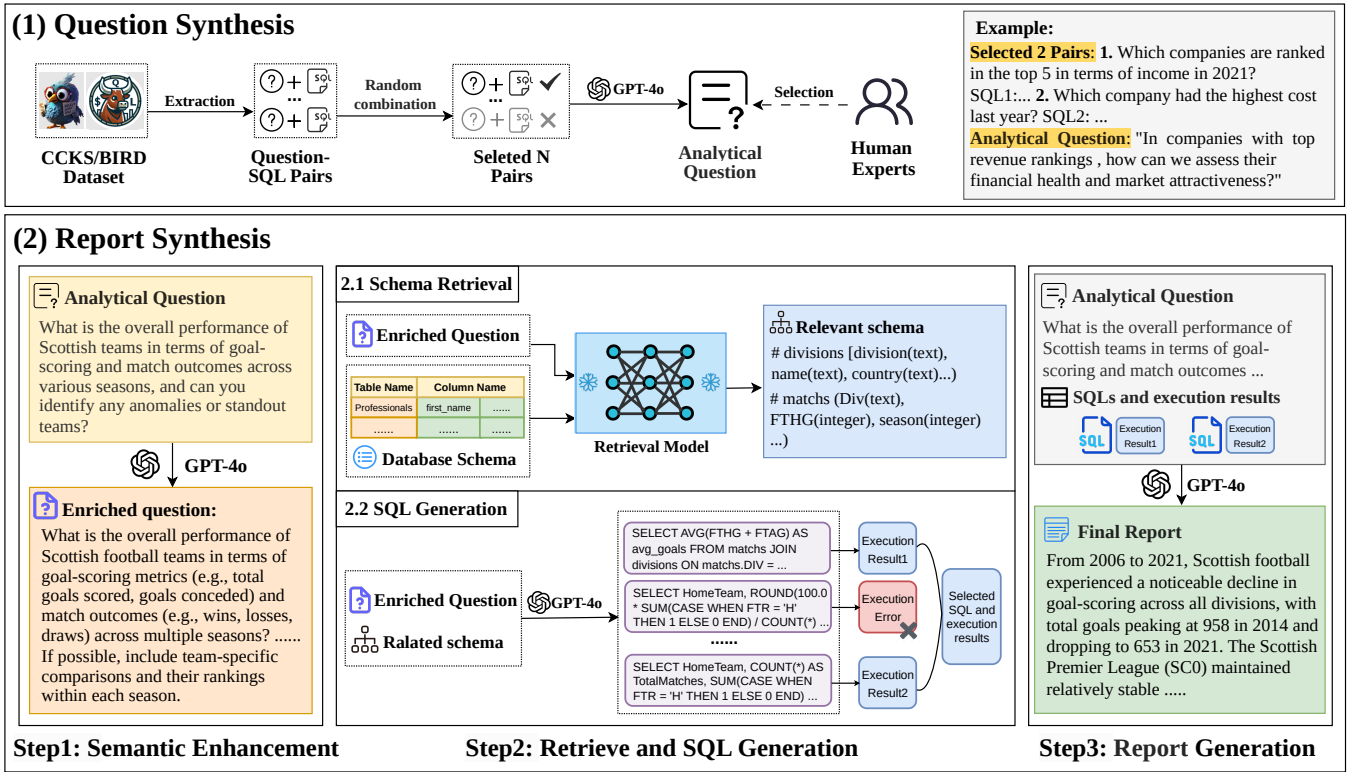 (1) Question Synthesis
CCKS/BIRD
Dataset
Extraction
? + SQL
...
? + SQL
Question-
SQL Pairs
Random
combination
? + SQL
...
? + SQL
Seleted N
Pairs
GPT-4o
Analytical
Question
Selection
Human
Experts
Example:
Selected 2 Pairs: 1. Which companies are ranked
in the top 5 in terms of income in 2021?
SQL1:... 2. Which company had the highest cost
last year? SQL2: ...
Analytical Question: "In companies with top
revenue rankings , how can we assess their
financial health and market attractiveness?"
(2) Report Synthesis
Analytical Question
What is the overall performance of
Scottish teams in terms of goal-
scoring and match outcomes across
various seasons, and can you
identify any anomalies or standout
teams?
GPT-4o
Enriched question:
What is the overall performance of
Scottish football teams in terms of
goal-scoring metrics (e.g., total
goals scored, goals conceded) and
match outcomes (e.g., wins, losses,
draws) across multiple seasons? ......
If possible, include team-specific
comparisons and their rankings
within each season.
Step1: Semantic Enhancement
2.1 Schema Retrieval
Enriched Question
Table Name Column Name
Professionals first_name ......
...... ...... ......
Database Schema
Retrieval Model
Relevant schema
# divisions [division(text),
name(text), country(text)...)
# matchs (Div(text),
FTHG(integer), season(integer)
...)
2.2 SQL Generation
Enriched Question
Ralated schema
GPT-4o
SELECT AVG(FTHG + FTAG) AS
avg_goals FROM matchs JOIN
divisions ON matchs.DIV = ...
SELECT HomeTeam, ROUND(100.0
* SUM(CASE WHEN FTR = 'H'
THEN 1 ELSE 0 END) / COUNT(*) ...
......
SELECT HomeTeam, COUNT(*) AS
TotalMatches, SUM(CASE WHEN
FTR = 'H' THEN 1 ELSE 0 END) ...
Execution
Result1
Execution
Error
Execution
Result2
Selected
SQL and
execution
results
Step2: Retrieve and SQL Generation
Analytical Question
What is the overall performance of
Scottish teams in terms of goal-
scoring and match outcomes ...
SQLs and execution results
SQL
Execution
Result1
SQL
Execution
Result2
GPT-4o
Final Report
From 2006 to 2021, Scottish football
experienced a noticeable decline in
goal-scoring across all divisions, with
total goals peaking at 958 in 2014 and
dropping to 653 in 2021. The Scottish
Premier League (SC0) maintained
relatively stable .....
Step3: Report Generation